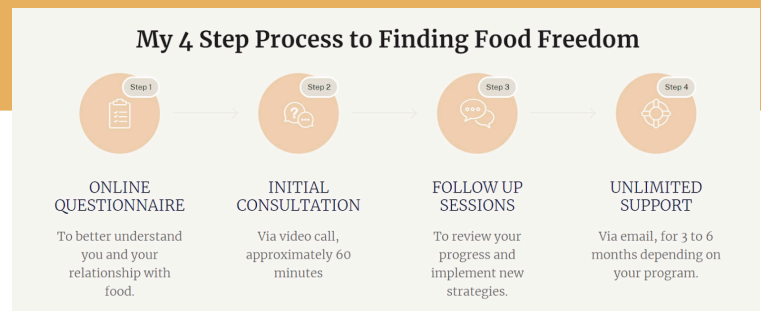 My 4 Step Process to Finding Food Freedom
Step 1
ONLINE
QUESTIONNAIRE
To better understand
you and your
relationship with
food.
Step 2
?
INITIAL
CONSULTATION
Via video call,
approximately 60
minutes
Step 3
FOLLOW UP
SESSIONS
To review your
progress and
implement new
strategies.
Step 4
UNLIMITED
SUPPORT
Via email, for 3 to 6
months depending on
your program.